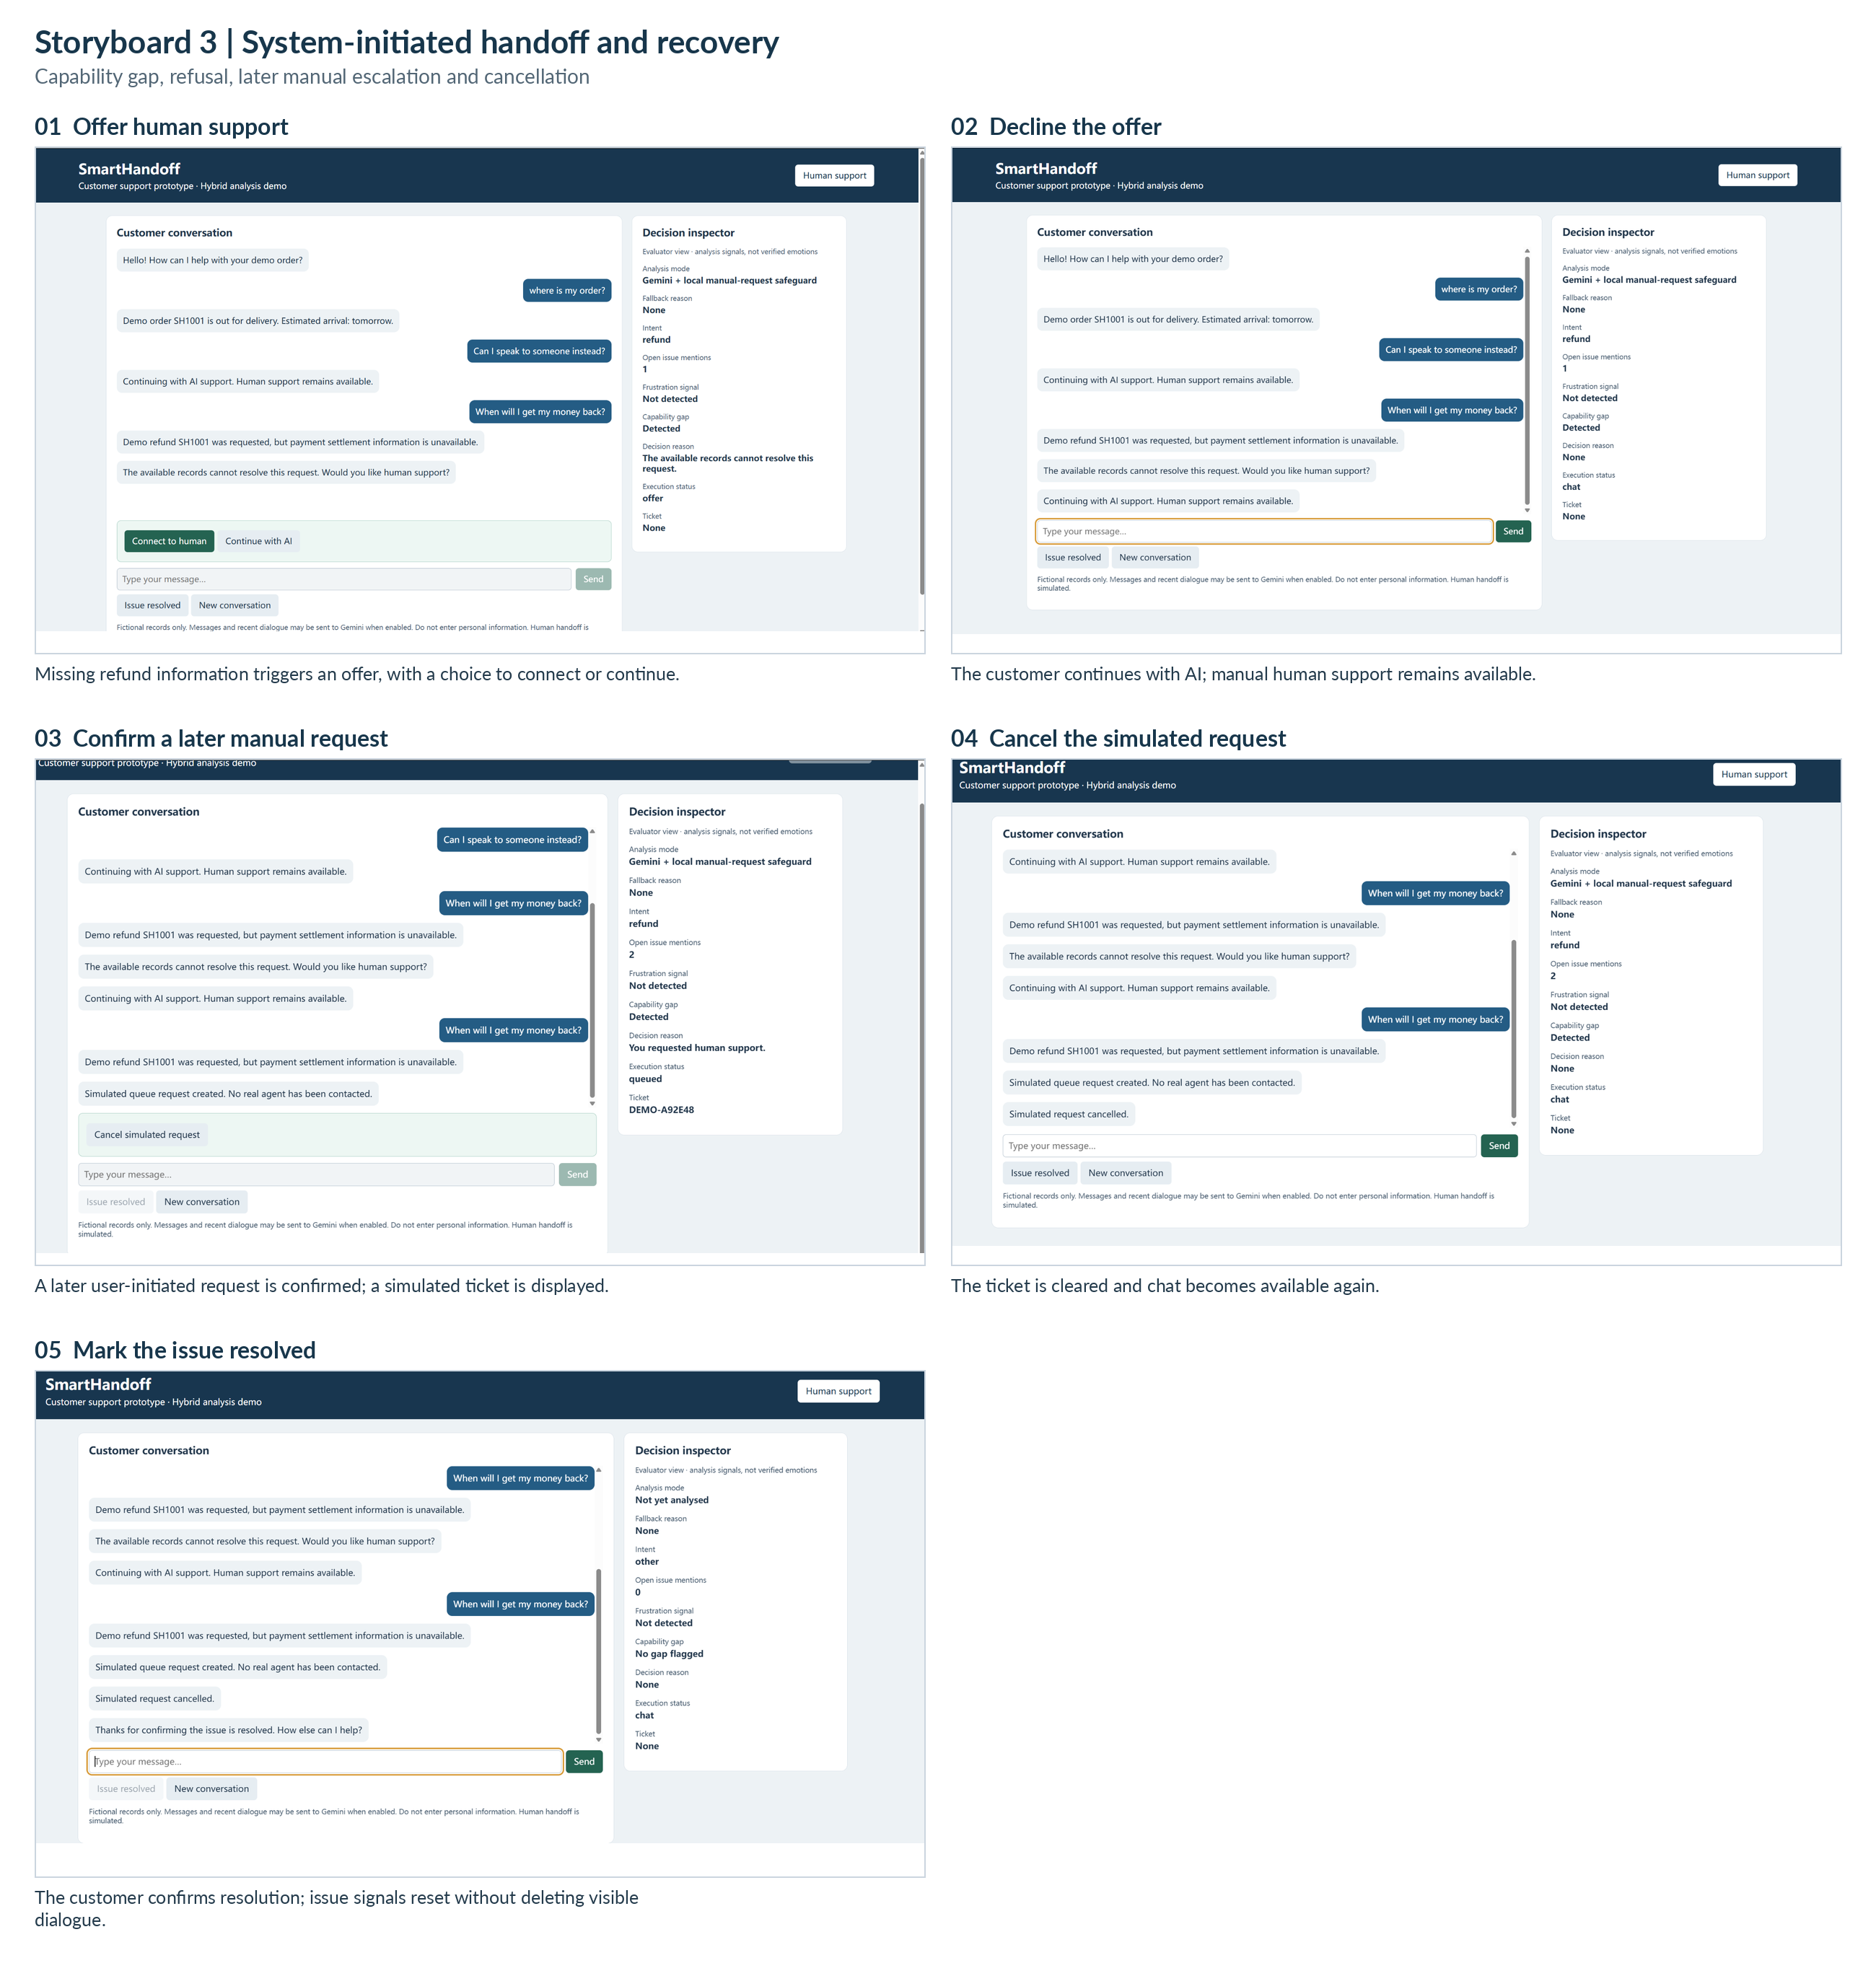 Storyboard 3 | System-initiated handoff and recovery
Capability gap, refusal, later manual escalation and cancellation
01 Offer human support
SmartHandoff
Customer support prototype · Hybrid analysis demo
Human support
Customer conversation
Hello! How can I help with your demo order?
where is my order?
Demo order SH1001 is out for delivery. Estimated arrival: tomorrow.
Can I speak to someone instead?
Continuing with AI support. Human support remains available.
When will I get my money back?
Demo refund SH1001 was requested, but payment settlement information is unavailable.
The available records cannot resolve this request. Would you like human support?
Connect to human
Continue with AI
Type your message...
Send
Issue resolved
New conversation
Fictional records only. Messages and recent dialogue may be sent to Gemini when enabled. Do not enter personal information. Human handoff is
Decision inspector
Evaluator view · analysis signals, not verified emotions
Analysis mode
Gemini + local manual-request safeguard
Fallback reason
None
Intent
refund
Open issue mentions
1
Frustration signal
Not detected
Capability gap
Detected
Decision reason
The available records cannot resolve this
request.
Execution status
offer
Ticket
None
Missing refund information triggers an offer, with a choice to connect or continue.
02 Decline the offer
SmartHandoff
Customer support prototype · Hybrid analysis demo
Human support
Customer conversation
Hello! How can I help with your demo order?
where is my order?
Demo order SH1001 is out for delivery. Estimated arrival: tomorrow.
Can I speak to someone instead?
Continuing with AI support. Human support remains available.
When will I get my money back?
Demo refund SH1001 was requested, but payment settlement information is unavailable.
The available records cannot resolve this request. Would you like human support?
Continuing with AI support. Human support remains available.
Type your message...
Send
Issue resolved
New conversation
Fictional records only. Messages and recent dialogue may be sent to Gemini when enabled. Do not enter personal information. Human handoff is
simulated.
Decision inspector
Evaluator view · analysis signals, not verified emotions
Analysis mode
Gemini + local manual-request safeguard
Fallback reason
None
Intent
refund
Open issue mentions
1
Frustration signal
Not detected
Capability gap
Detected
Decision reason
None
Execution status
chat
Ticket
None
The customer continues with AI; manual human support remains available.
03 Confirm a later manual request
Customer support prototype · Hybrid analysis demo
Customer conversation
Can I speak to someone instead?
Continuing with AI support. Human support remains available.
When will I get my money back?
Demo refund SH1001 was requested, but payment settlement information is unavailable.
The available records cannot resolve this request. Would you like human support?
Continuing with AI support. Human support remains available.
When will I get my money back?
Demo refund SH1001 was requested, but payment settlement information is unavailable.
Simulated queue request created. No real agent has been contacted.
Cancel simulated request
Type your message...
Send
Issue resolved
New conversation
Fictional records only. Messages and recent dialogue may be sent to Gemini when enabled. Do not enter personal information. Human handoff is
simulated.
Decision inspector
Evaluator view · analysis signals, not verified emotions
Analysis mode
Gemini + local manual-request safeguard
Fallback reason
None
Intent
refund
Open issue mentions
2
Frustration signal
Not detected
Capability gap
Detected
Decision reason
You requested human support.
Execution status
queued
Ticket
DEMO-A92E48
A later user-initiated request is confirmed; a simulated ticket is displayed.
04 Cancel the simulated request
SmartHandoff
Customer support prototype · Hybrid analysis demo
Human support
Customer conversation
Continuing with AI support. Human support remains available.
When will I get my money back?
Demo refund SH1001 was requested, but payment settlement information is unavailable.
The available records cannot resolve this request. Would you like human support?
Continuing with AI support. Human support remains available.
When will I get my money back?
Demo refund SH1001 was requested, but payment settlement information is unavailable.
Simulated queue request created. No real agent has been contacted.
Simulated request cancelled.
Type your message...
Send
Issue resolved
New conversation
Fictional records only. Messages and recent dialogue may be sent to Gemini when enabled. Do not enter personal information. Human handoff is
simulated.
Decision inspector
Evaluator view · analysis signals, not verified emotions
Analysis mode
Gemini + local manual-request safeguard
Fallback reason
None
Intent
refund
Open issue mentions
2
Frustration signal
Not detected
Capability gap
Detected
Decision reason
None
Execution status
chat
Ticket
None
The ticket is cleared and chat becomes available again.
05 Mark the issue resolved
SmartHandoff
Customer support prototype · Hybrid analysis demo
Human support
Customer conversation
When will I get my money back?
Demo refund SH1001 was requested, but payment settlement information is unavailable.
The available records cannot resolve this request. Would you like human support?
Continuing with AI support. Human support remains available.
When will I get my money back?
Demo refund SH1001 was requested, but payment settlement information is unavailable.
Simulated queue request created. No real agent has been contacted.
Simulated request cancelled.
Thanks for confirming the issue is resolved. How else can I help?
Type your message...
Send
Issue resolved
New conversation
Fictional records only. Messages and recent dialogue may be sent to Gemini when enabled. Do not enter personal information. Human handoff is
simulated.
Decision inspector
Evaluator view · analysis signals, not verified emotions
Analysis mode
Not yet analysed
Fallback reason
None
Intent
other
Open issue mentions
0
Frustration signal
Not detected
Capability gap
No gap flagged
Decision reason
None
Execution status
chat
Ticket
None
The customer confirms resolution; issue signals reset without deleting visible
dialogue.